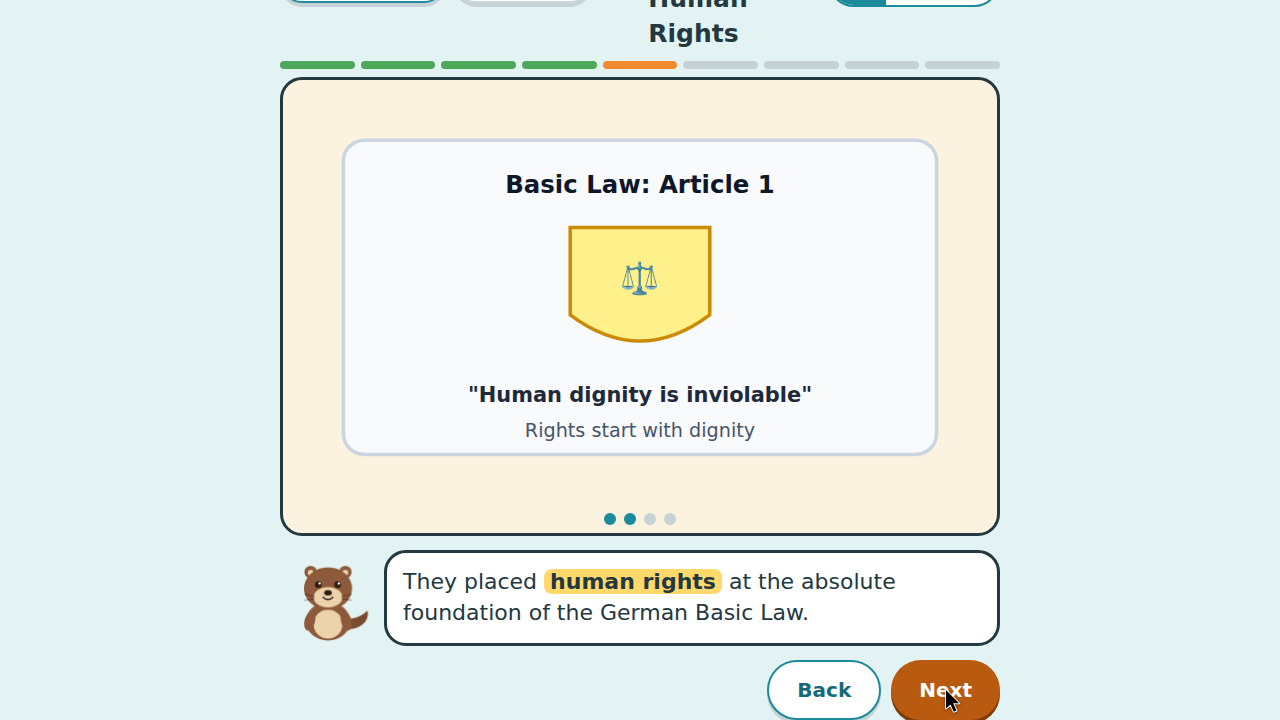 Human
Rights
Basic Law: Article 1
"Human dignity is inviolable"
Rights start with dignity
They placed human rights at the absolute
foundation of the German Basic Law.
Back
Next